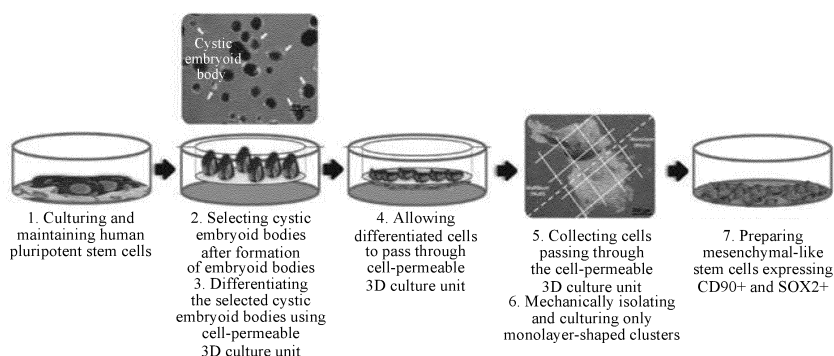 Cystic
embryoid
body
1. Culturing and
maintaining human
pluripotent stem cells
2. Selecting cystic
embryoid bodies
after formation
of embryoid bodies
3. Differentiating
the selected cystic
embryoid bodies using
cell-permeable
3D culture unit
4. Allowing
differentiated cells
to pass through
cell-permeable
3D culture unit
5. Collecting cells
passing through
the cell-permeable
3D culture unit
6. Mechanically isolating
and culturing only
monolayer-shaped clusters
7. Preparing
mesenchymal-like
stem cells expressing
CD90+ and SOX2+